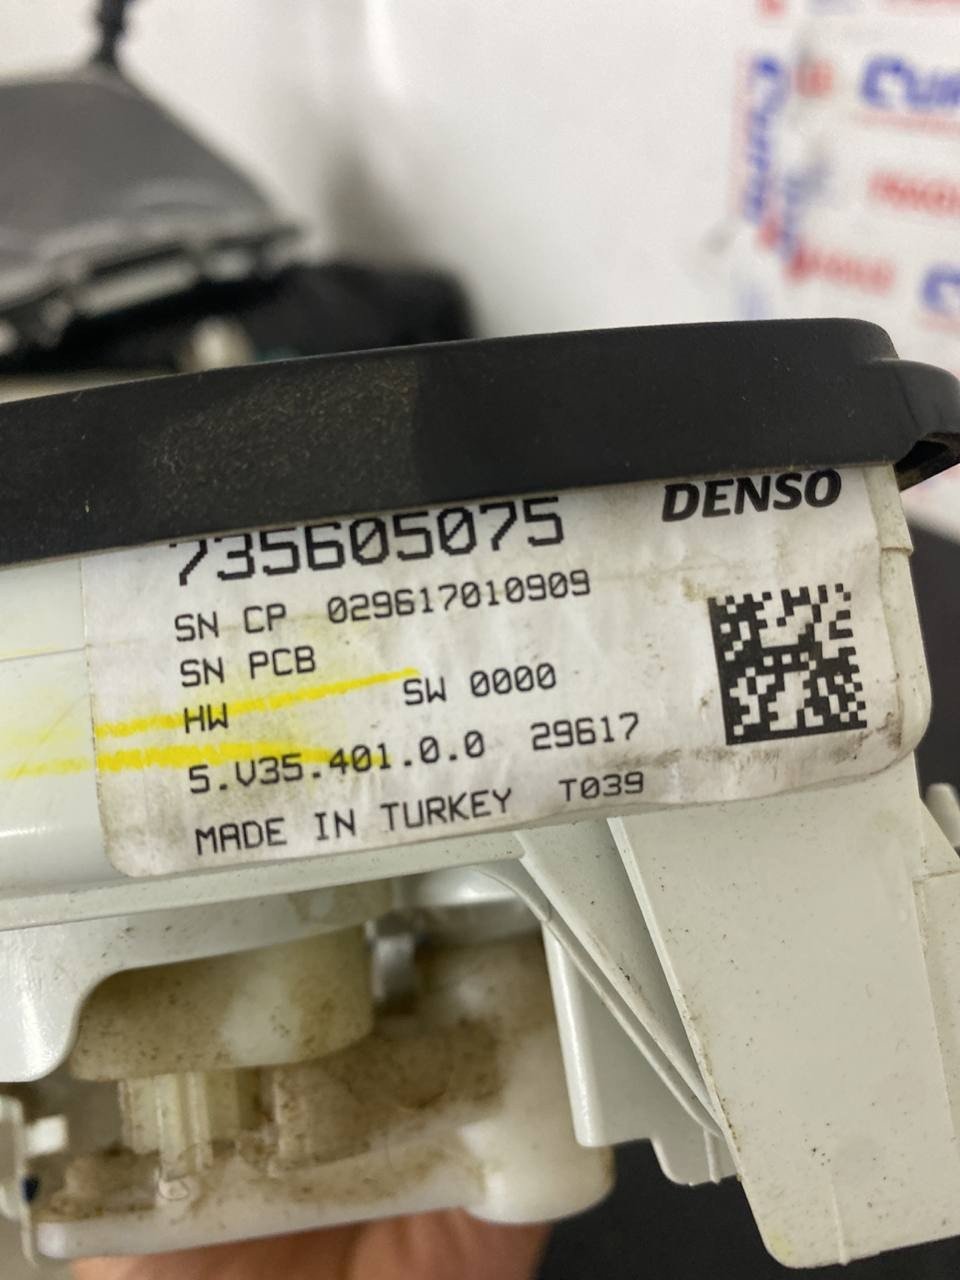 735605075
DENSO
SN CP 029617010909
SN PCB
HW SW 0000
5.V35.401.0.0 29617
MADE IN TURKEY T039